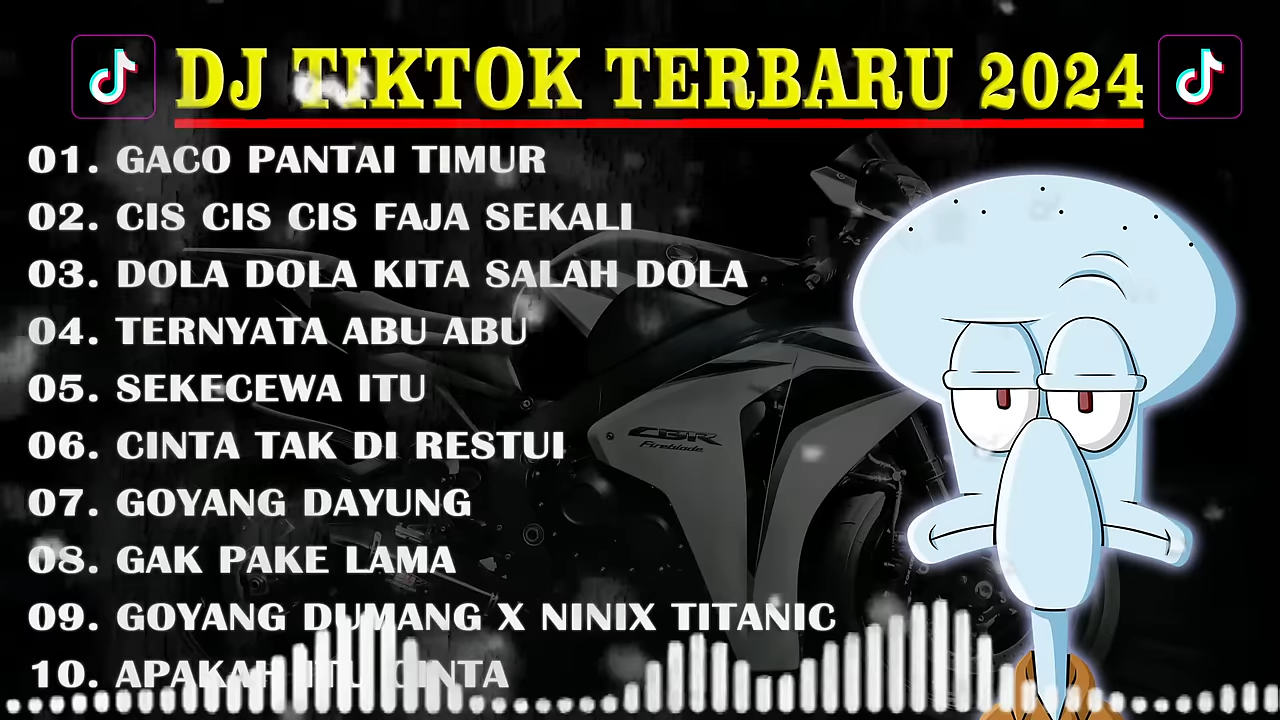 DJ TIKTOK TERBARU 2024
01. GACO PANTAI TIMUR
02. CIS CIS CIS FAJA SEKALI
03. DOLA DOLA KITA SALAH DOLA
04. TERNYATA ABU ABU
05. SEKECEWA ITU
06. CINTA TAK DI RESTUI
07. GOYANG DAYUNG
08. GAK PAKE LAMA
09. GOYANG DUMANG X NINIX TITANIC
10. APAKAH ITU CINTA
CBR
Fireblade